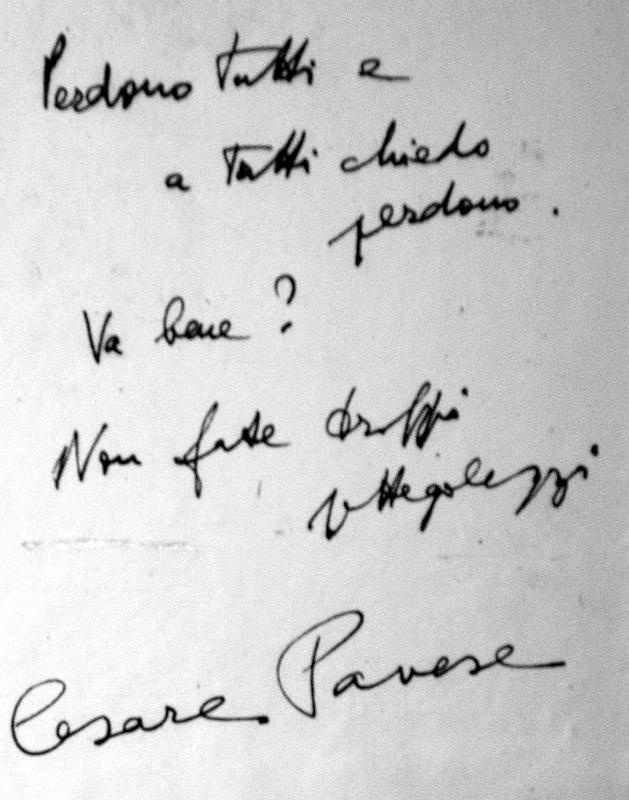 Perdono tutti e
a tutti chiedo
perdono.
Va bene?
Non fate troppi
pettegolezzi
Cesare Pavese